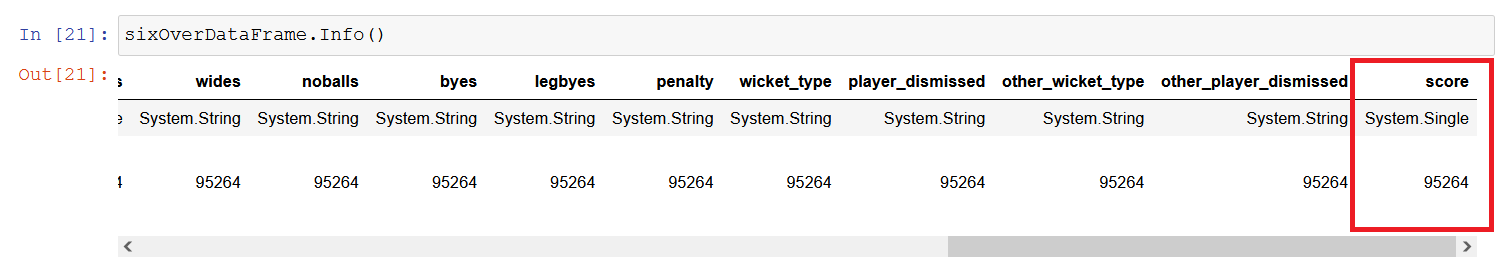 In [21]: sixOverDataFrame.Info()
Out[21]:
s wides noballs byes legbyes penalty wicket_type player_dismissed other_wicket_type other_player_dismissed score
e System.String System.String System.String System.String System.String System.String System.String System.String System.String System.Single
4 95264 95264 95264 95264 95264 95264 95264 95264 95264 95264